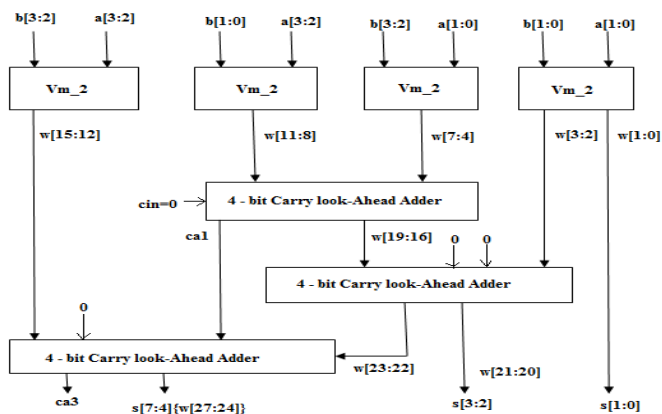 b[3:2] a[3:2] b[1:0] a[3:2] b[3:2] a[1:0] b[1:0] a[1:0]
Vm_2 Vm_2 Vm_2 Vm_2
w[15:12] w[11:8] w[7:4] w[3:2] w[1:0]
cin=0 4 - bit Carry look-Ahead Adder
ca1 w[19:16] 0 0
4 - bit Carry look-Ahead Adder
0
4 - bit Carry look-Ahead Adder
w[23:22] w[21:20]
ca3 s[7:4]{w[27:24]} s[3:2] s[1:0]